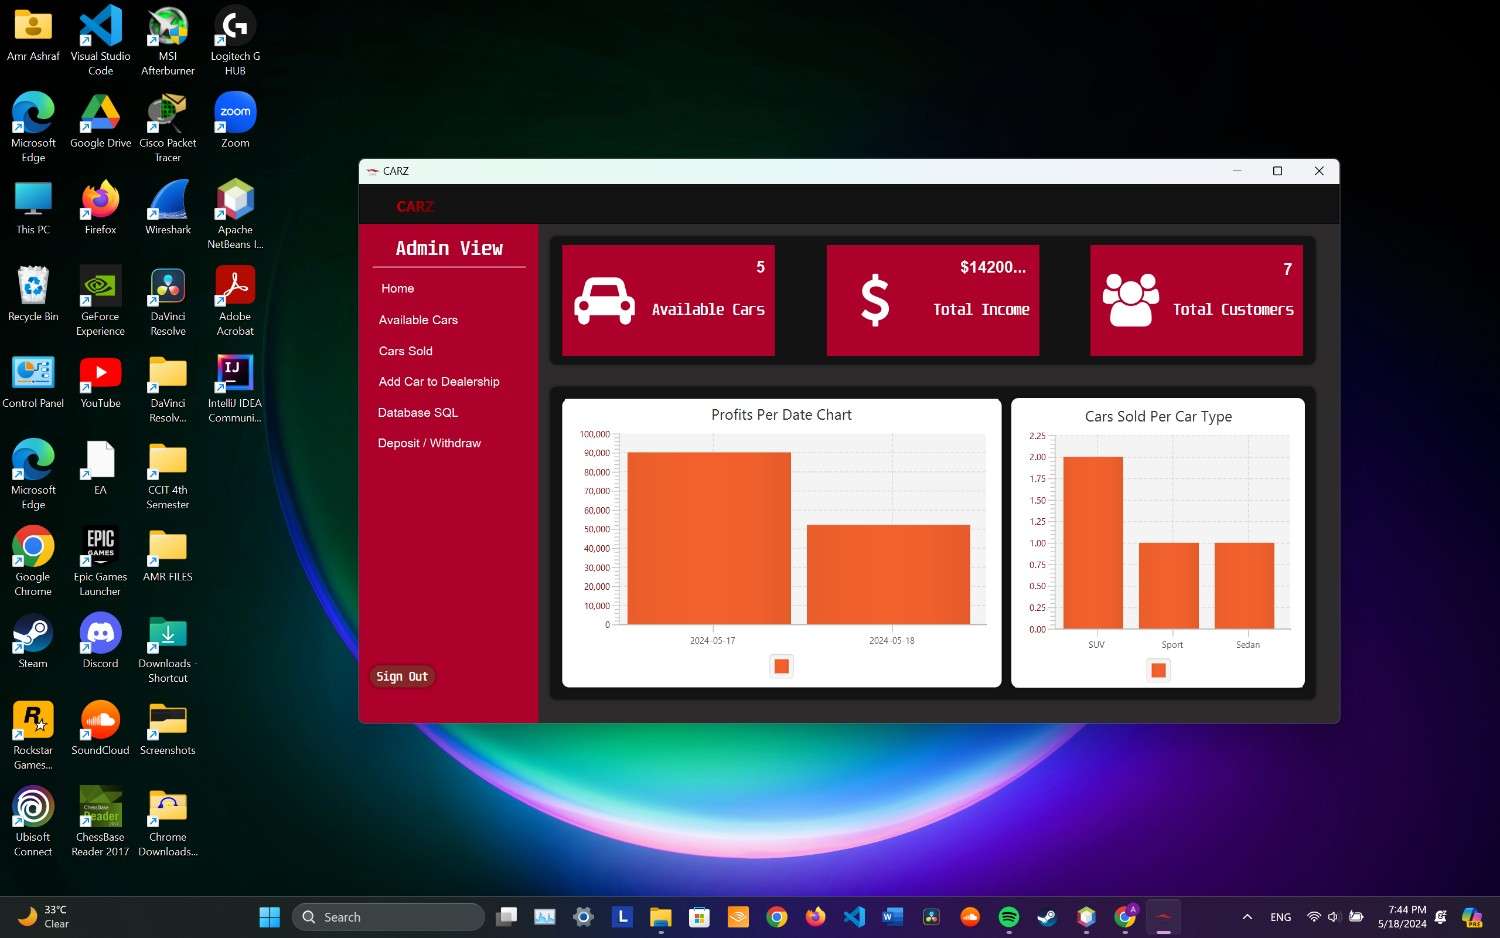 Amr Ashraf
Visual Studio
Code
MSI
Afterburner
Logitech G
HUB
Microsoft
Edge
Google Drive
Cisco Packet
Tracer
zoom
Zoom
This PC
Firefox
Wireshark
Apache
NetBeans I...
Recycle Bin
GeForce
Experience
DaVinci
Resolve
Adobe
Acrobat
Control Panel
YouTube
DaVinci
Resolv...
IJ
IntelliJ IDEA
Communi...
Microsoft
Edge
EA
CCIT 4th
Semester
Google
Chrome
EPIC
GAMES
Epic Games
Launcher
AMR FILES
Steam
Discord
Downloads -
Shortcut
Rockstar
Games...
SoundCloud
Screenshots
Ubisoft
Connect
ChessBase
Reader
ChessBase
Reader 2017
Chrome
Downloads...
CARZ
CARZ
Admin View
Home
Available Cars
Cars Sold
Add Car to Dealership
Database SQL
Deposit / Withdraw
Sign Out
5
Available Cars
$14200...
Total Income
7
Total Customers
Profits Per Date Chart
100,000
90,000
80,000
70,000
60,000
50,000
40,000
30,000
20,000
10,000
0
2024-05-17
2024-05-18
Cars Sold Per Car Type
2.25
2.00
1.75
1.50
1.25
1.00
0.75
0.50
0.25
0.00
SUV
Sport
Sedan
33°C
Clear
Search
L
W
A
ENG
7:44 PM
5/18/2024
PRE